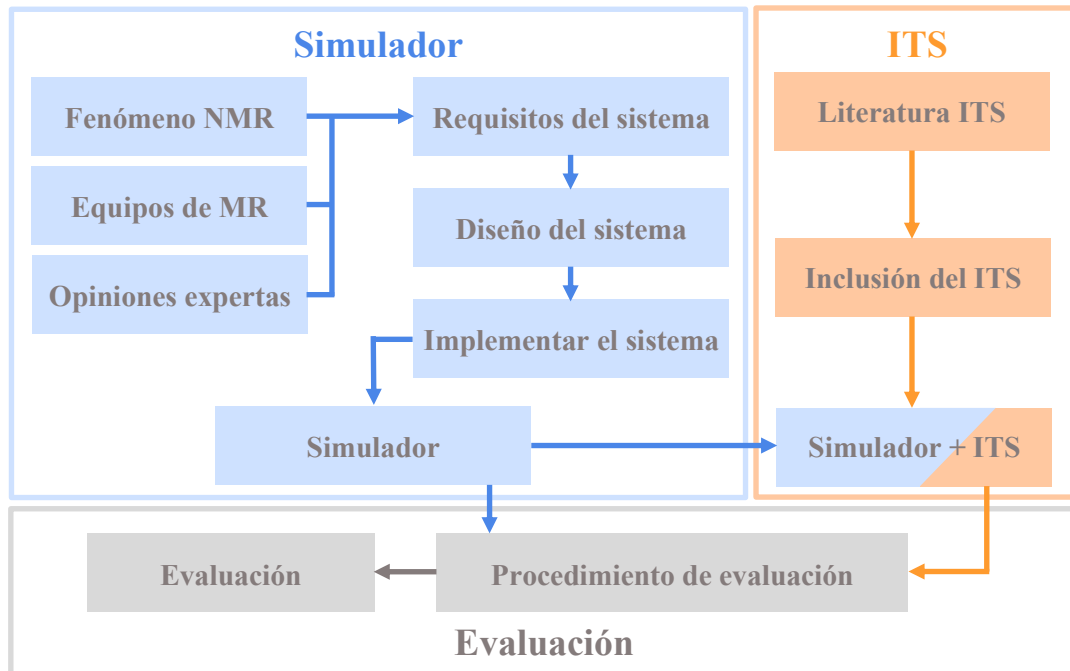 Simulador
Fenómeno NMR
Equipos de MR
Opiniones expertas
Requisitos del sistema
Diseño del sistema
Implementar el sistema
Simulador
ITS
Literatura ITS
Inclusión del ITS
Simulador + ITS
Evaluación
Procedimiento de evaluación
Evaluación